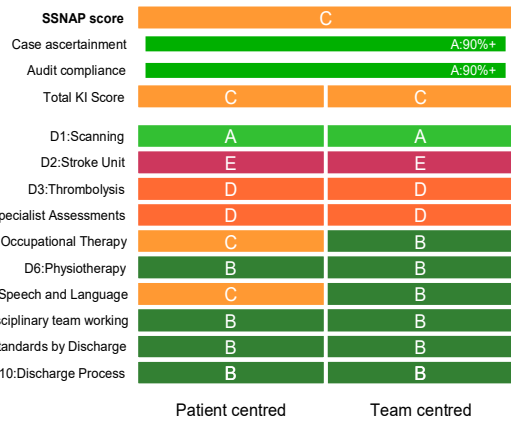 SSNAP score C
Case ascertainment A:90%+
Audit compliance A:90%+
Total KI Score C C
D1:Scanning A A
D2:Stroke Unit E E
D3:Thrombolysis D D
pecialist Assessments D D
Occupational Therapy C B
D6:Physiotherapy B B
Speech and Language C B
ciplinary team working B B
tandards by Discharge B B
10:Discharge Process B B
Patient centred Team centred